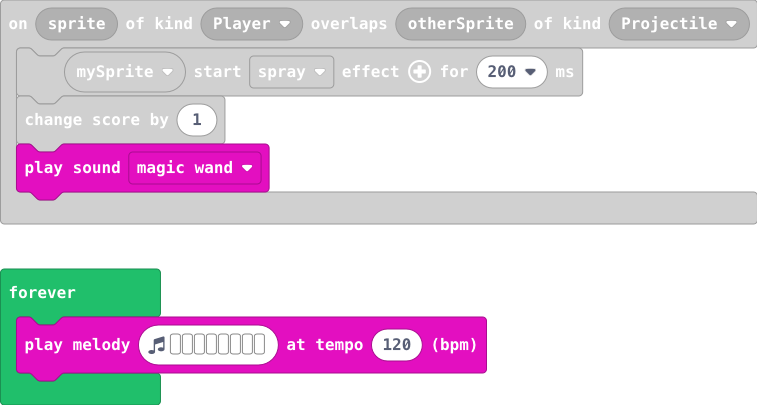 on sprite of kind Player overlaps otherSprite of kind Projectile
mySprite start spray effect for 200 ms
change score by 1
play sound magic wand
forever
play melody at tempo 120 (bpm)